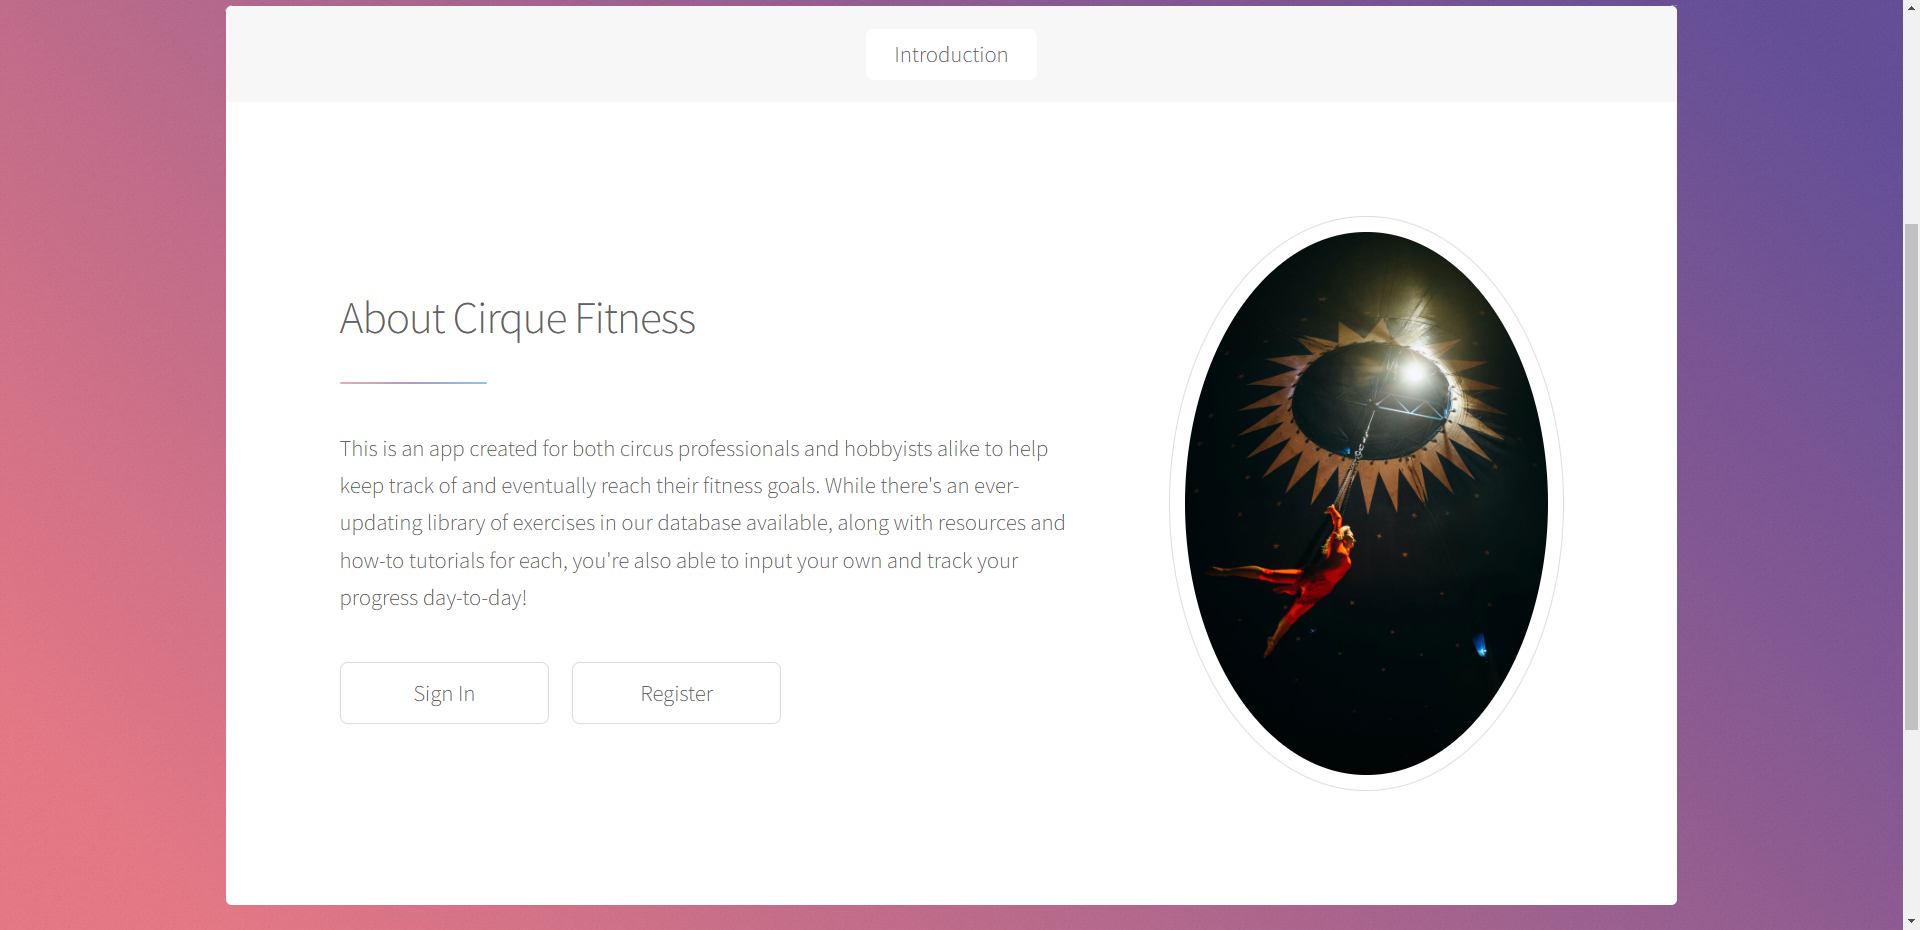 Introduction
About Cirque Fitness
This is an app created for both circus professionals and hobbyists alike to help
keep track of and eventually reach their fitness goals. While there's an ever-
updating library of exercises in our database available, along with resources and
how-to tutorials for each, you're also able to input your own and track your
progress day-to-day!
Sign In
Register